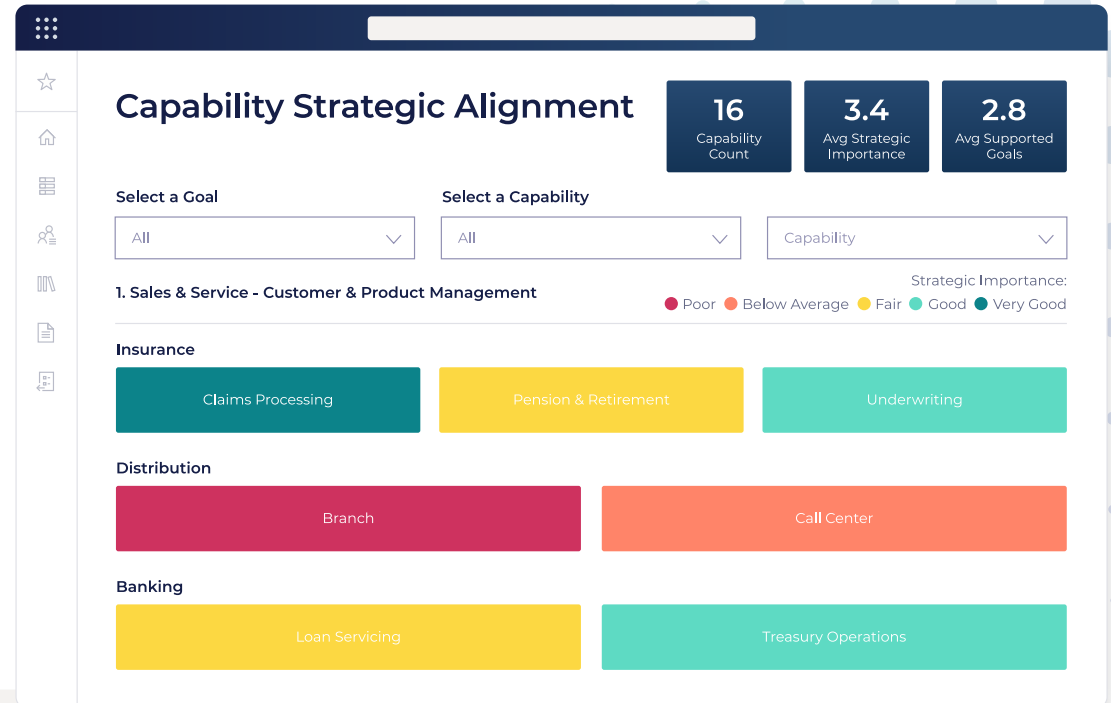 Capability Strategic Alignment
16
Capability
Count
3.4
Avg Strategic
Importance
2.8
Avg Supported
Goals
Select a Goal
Select a Capability
All
All
Capability
1. Sales & Service - Customer & Product Management
Strategic Importance:
Poor Below Average Fair Good Very Good
Insurance
Claims Processing
Pension & Retirement
Underwriting
Distribution
Branch
Call Center
Banking
Loan Servicing
Treasury Operations